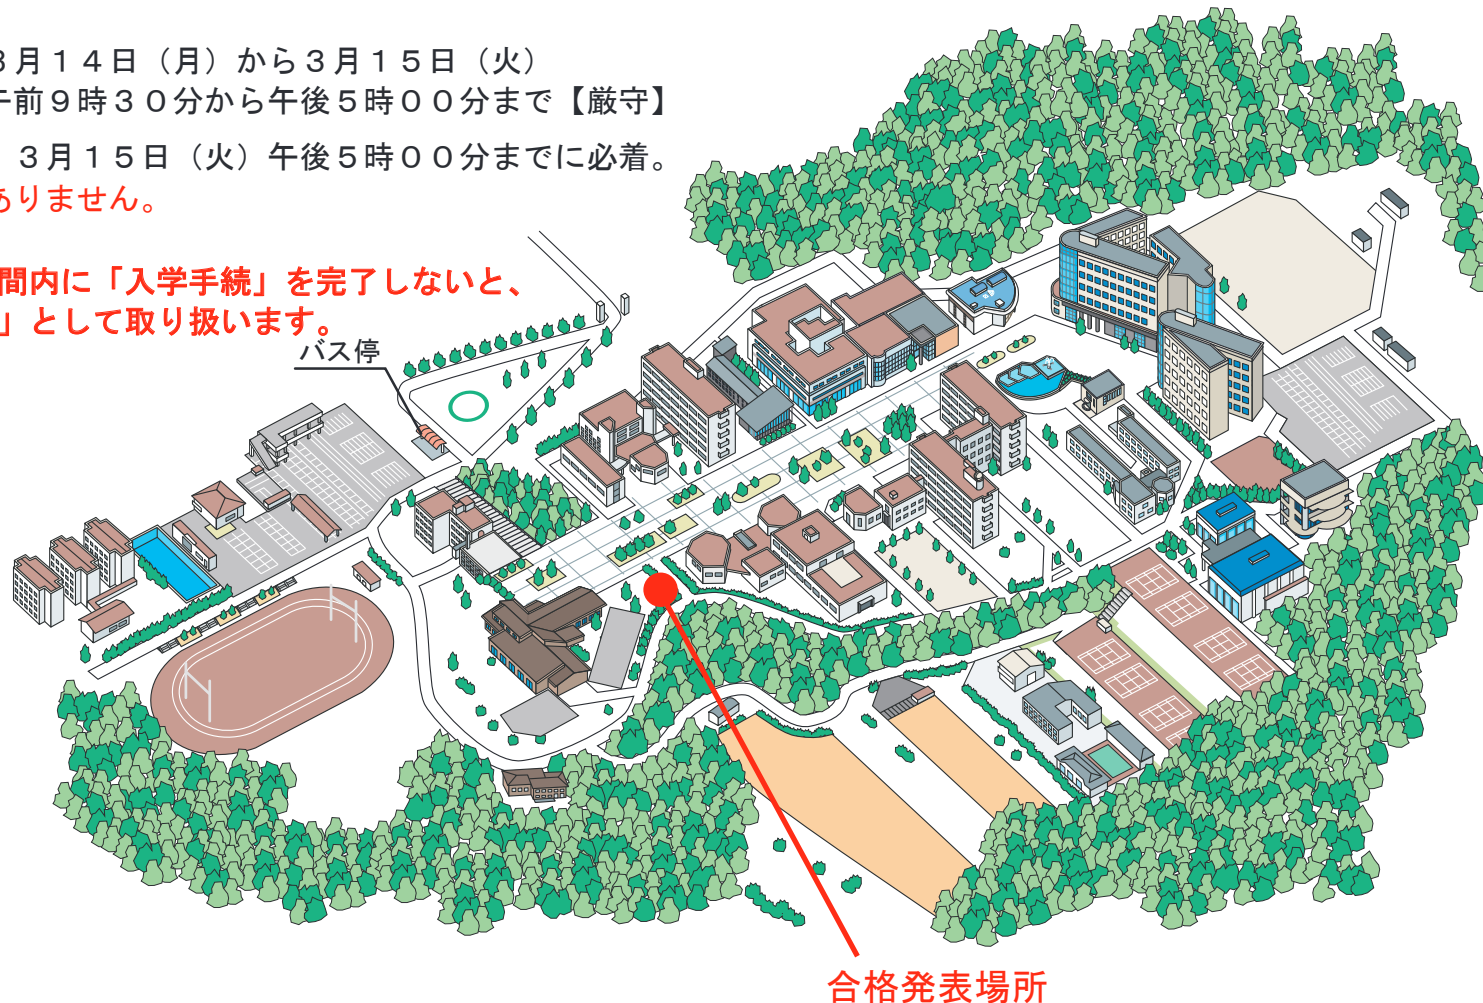 ３月１４日（月）から３月１５日（火）
午前９時３０分から午後５時００分まで【厳守】
３月１５日（火）午後５時００分までに必着。
ありません。
間内に「入学手続」を完了しないと、
」として取り扱います。
バス停
合格発表場所